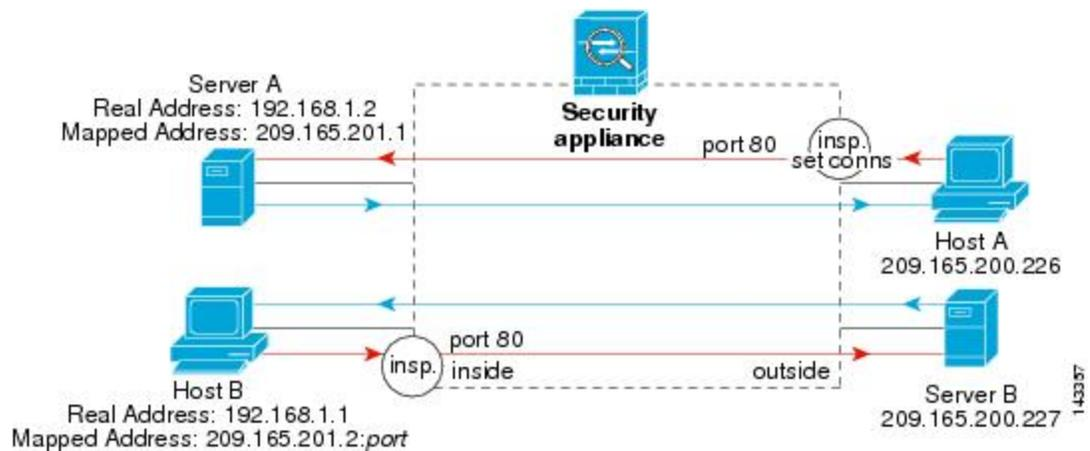 Server A
Real Address: 192.168.1.2
Mapped Address: 209.165.201.1
Security
appliance
port 80
insp.
set conns
Host A
209.165.200.226
port 80
insp.
inside
outside
Host B
Real Address: 192.168.1.1
Mapped Address: 209.165.201.2:port
Server B
209.165.200.227
143357